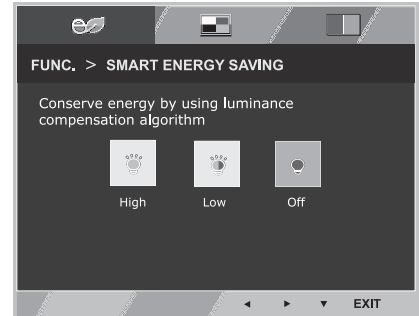 FUNC. > SMART ENERGY SAVING
Conserve energy by using luminance
compensation algorithm
High Low Off
EXIT